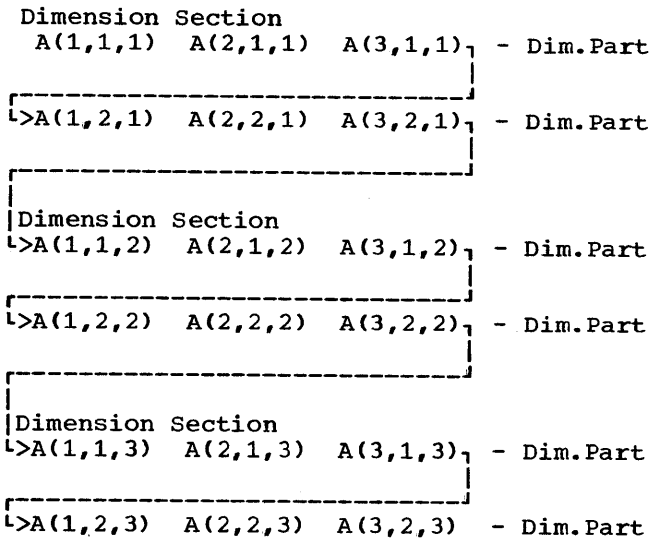 Dimension Section
A(1,1,1) A(2,1,1) A(3,1,1) - Dim.Part
>A(1,2,1) A(2,2,1) A(3,2,1) - Dim.Part
Dimension Section
>A(1,1,2) A(2,1,2) A(3,1,2) - Dim.Part
>A(1,2,2) A(2,2,2) A(3,2,2) - Dim.Part
Dimension Section
>A(1,1,3) A(2,1,3) A(3,1,3) - Dim.Part
>A(1,2,3) A(2,2,3) A(3,2,3) - Dim.Part